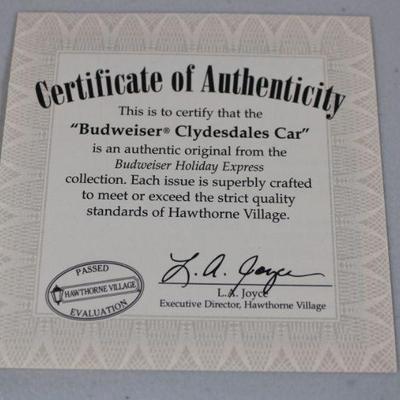 Certificate of Authenticity
This is to certify that the
"Budweiser® Clydesdales Car"
is an authentic original from the
Budweiser Holiday Express
collection. Each issue is superbly crafted
to meet or exceed the strict quality
standards of Hawthorne Village.
PASSED
HAWTHORNE VILLAGE
EVALUATION
L. A. Joyce
L.A. Joyce
Executive Director, Hawthorne Village